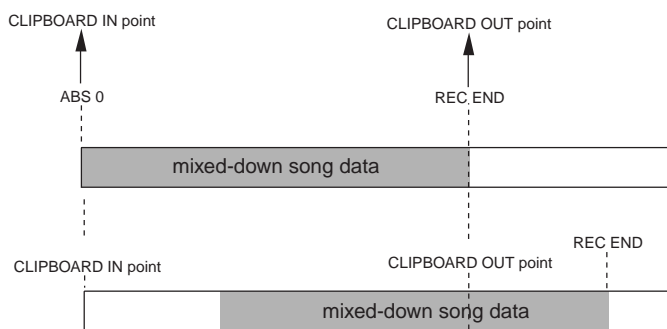 CLIPBOARD IN point
CLIPBOARD OUT point
ABS 0
REC END
mixed-down song data
REC END
CLIPBOARD IN point
CLIPBOARD OUT point
mixed-down song data